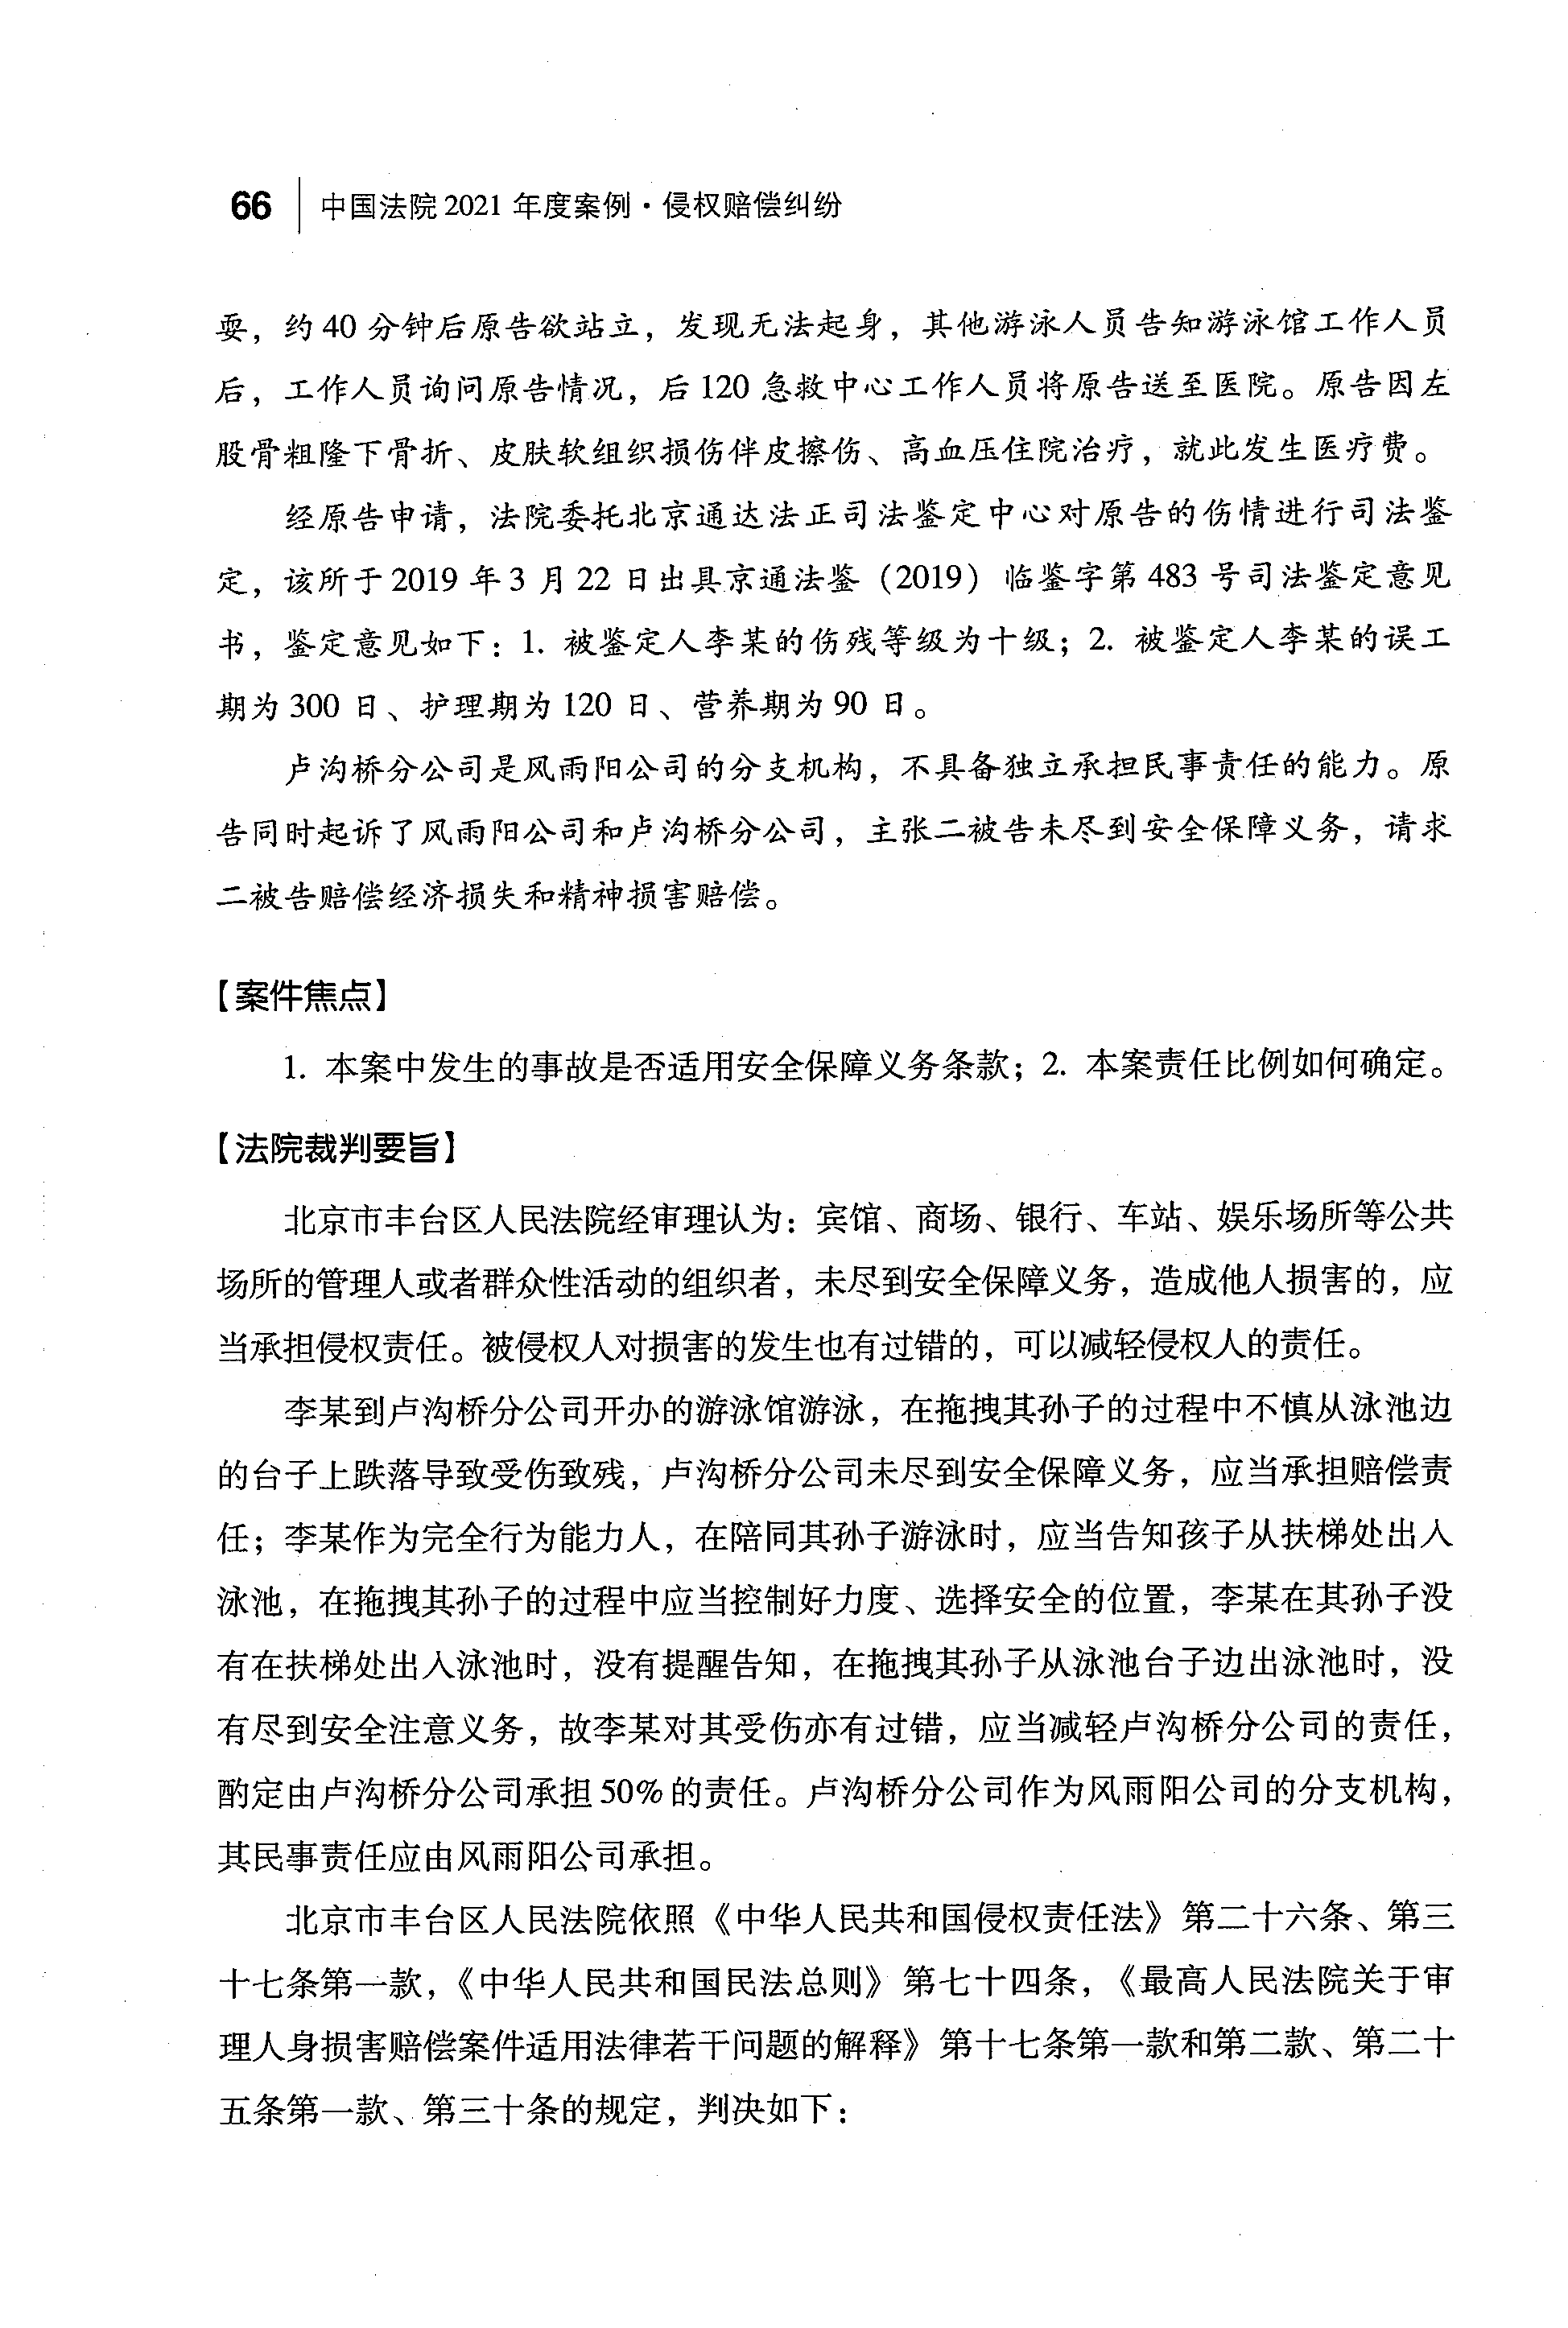 66 中国法院2021年度案例·侵权赔偿纠纷
耍，约40分钟后原告欲站立，发现无法起身，其他游泳人员告知游泳馆工作人员
后，工作人员询问原告情况，后120急救中心工作人员将原告送至医院。原告因左
股骨粗隆下骨折、皮肤软组织损伤伴皮擦伤、高血压住院治疗，就此发生医疗费。
经原告申请，法院委托北京通达法正司法鉴定中心对原告的伤情进行司法鉴
定，该所于2019年3月22日出具京通法鉴（2019）临鉴字第483号司法鉴定意见
书，鉴定意见如下：1. 被鉴定人李某的伤残等级为十级；2. 被鉴定人李某的误工
期为300日、护理期为120日、营养期为90日。
卢沟桥分公司是风雨阳公司的分支机构，不具备独立承担民事责任的能力。原
告同时起诉了风雨阳公司和卢沟桥分公司，主张二被告未尽到安全保障义务，请求
二被告赔偿经济损失和精神损害赔偿。
【案件焦点】
1. 本案中发生的事故是否适用安全保障义务条款；2. 本案责任比例如何确定。
【法院裁判要旨】
北京市丰台区人民法院经审理认为：宾馆、商场、银行、车站、娱乐场所等公共
场所的管理人或者群众性活动的组织者，未尽到安全保障义务，造成他人损害的，应
当承担侵权责任。被侵权人对损害的发生也有过错的，可以减轻侵权人的责任。
李某到卢沟桥分公司开办的游泳馆游泳，在拖拽其孙子的过程中不慎从泳池边
的台子上跌落导致受伤致残，卢沟桥分公司未尽到安全保障义务，应当承担赔偿责
任；李某作为完全行为能力人，在陪同其孙子游泳时，应当告知孩子从扶梯处出入
泳池，在拖拽其孙子的过程中应当控制好力度、选择安全的位置，李某在其孙子没
有在扶梯处出入泳池时，没有提醒告知，在拖拽其孙子从泳池台子边出泳池时，没
有尽到安全注意义务，故李某对其受伤亦有过错，应当减轻卢沟桥分公司的责任，
酌定由卢沟桥分公司承担50%的责任。卢沟桥分公司作为风雨阳公司的分支机构，
其民事责任应由风雨阳公司承担。
北京市丰台区人民法院依照《中华人民共和国侵权责任法》第二十六条、第三
十七条第一款，《中华人民共和国民法总则》第七十四条，《最高人民法院关于审
理人身损害赔偿案件适用法律若干问题的解释》第十七条第一款和第二款、第二十
五条第一款、第三十条的规定，判决如下：